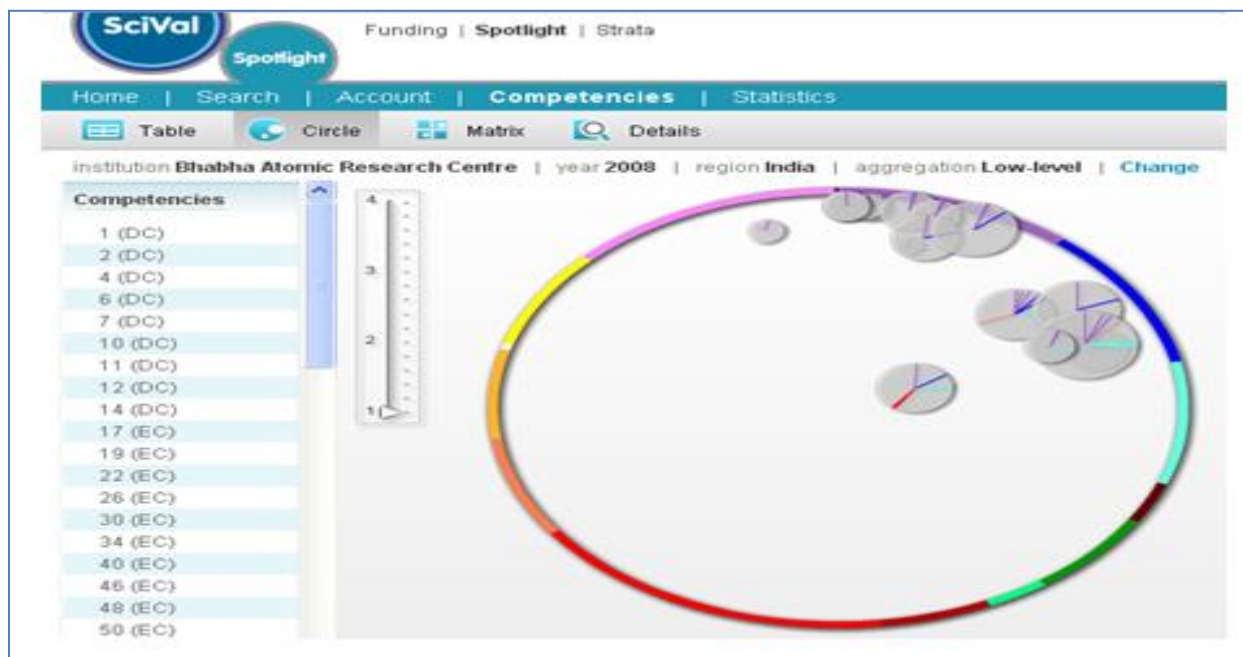 SciVal
Spotlight
Funding | Spotlight | Strata
Home | Search | Account | Competencies | Statistics
Table Circle Matrix Details
institution Bhabha Atomic Research Centre | year 2008 | region India | aggregation Low-level | Change
Competencies
1 (DC)
2 (DC)
4 (DC)
6 (DC)
7 (DC)
10 (DC)
11 (DC)
12 (DC)
14 (DC)
17 (EC)
19 (EC)
22 (EC)
26 (EC)
30 (EC)
34 (EC)
40 (EC)
46 (EC)
48 (EC)
50 (EC)
4
3
2
1